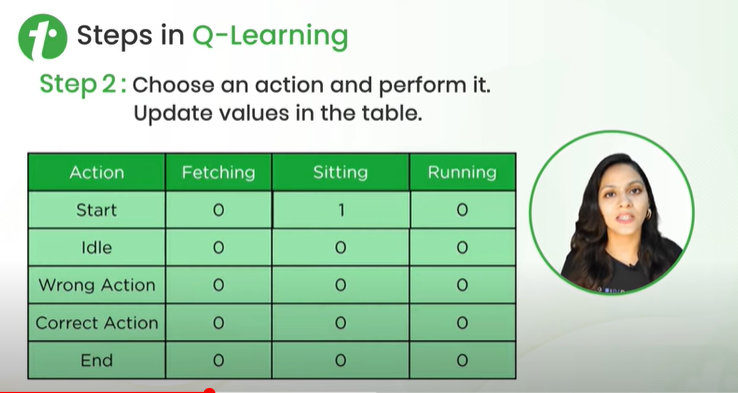 Steps in Q-Learning
Step 2: Choose an action and perform it.
Update values in the table.
Action Fetching Sitting Running
Start 0 1 0
Idle 0 0 0
Wrong Action 0 0 0
Correct Action 0 0 0
End 0 0 0